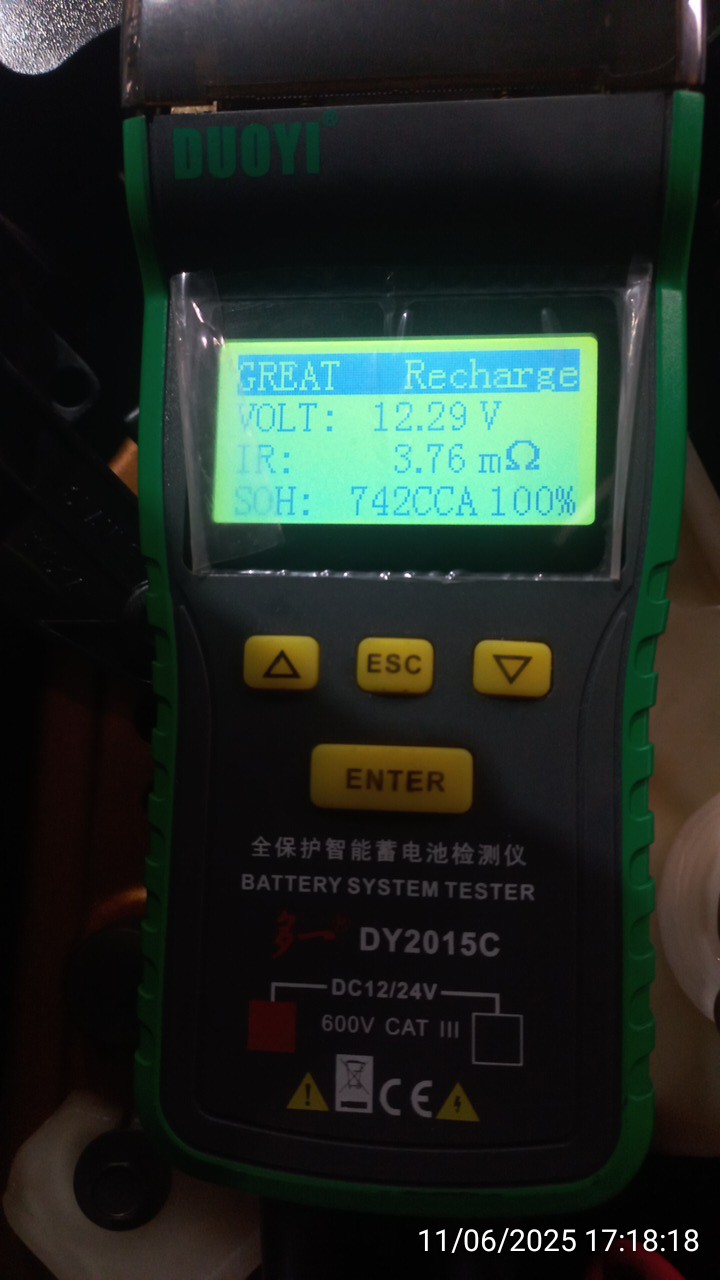 DUOYI®
GREAT Recharge
VOLT: 12.29 V
IR: 3.76 mΩ
SOH: 742CCA 100%
ESC
ENTER
全保护智能蓄电池检测仪
BATTERY SYSTEM TESTER
多一® DY2015C
DC12/24V
600V CAT III
CE
11/06/2025 17:18:18